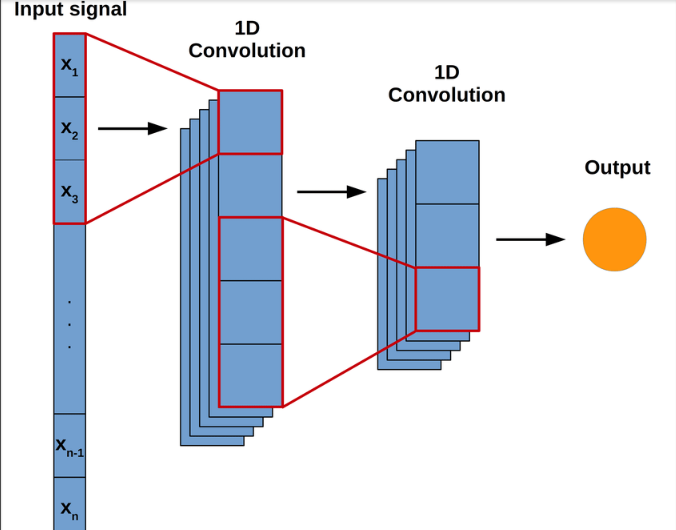 Input signal
1D
Convolution
1D
Convolution
Output
x1
x2
x3
.
.
.
xn-1
xn